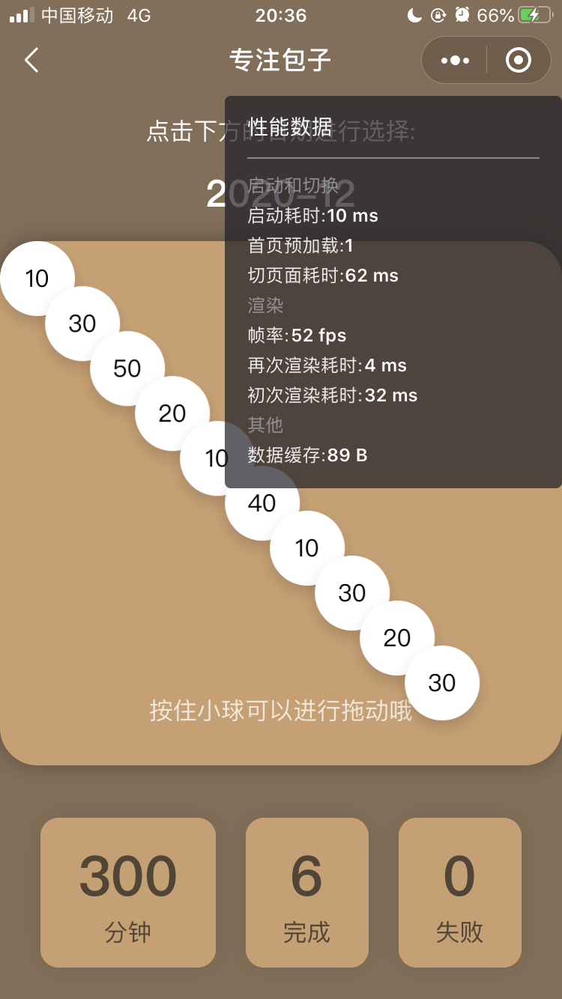 中国移动 4G 20:36 66%
专注包子
点击下方的日期进行选择:
2020-12
性能数据
启动和切换
启动耗时:10 ms
首页预加载:1
切页面耗时:62 ms
渲染
帧率:52 fps
再次渲染耗时:4 ms
初次渲染耗时:32 ms
其他
数据缓存:89 B
10
30
50
20
10
40
10
30
20
30
按住小球可以进行拖动哦
300 6 0
分钟 完成 失败